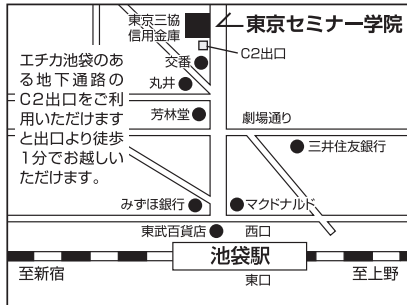 東京三協
信用金庫
東京セミナー学院
C2出口
交番
エチカ池袋のあ
る地下通路の
C2出口をご利
用いただけます
と出口より徒歩
1分でお越しい
ただけます。
丸井
芳林堂
劇場通り
三井住友銀行
みずほ銀行
マクドナルド
東武百貨店
西口
池袋駅
至新宿
東口
至上野